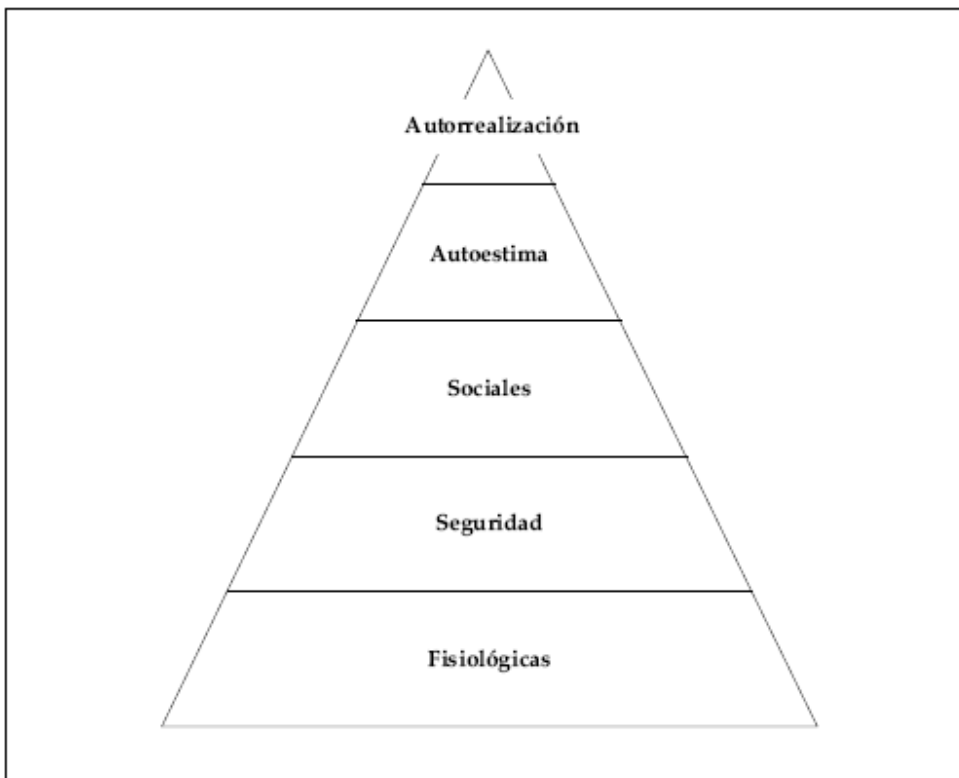 Autorrealización
Autoestima
Sociales
Seguridad
Fisiológicas